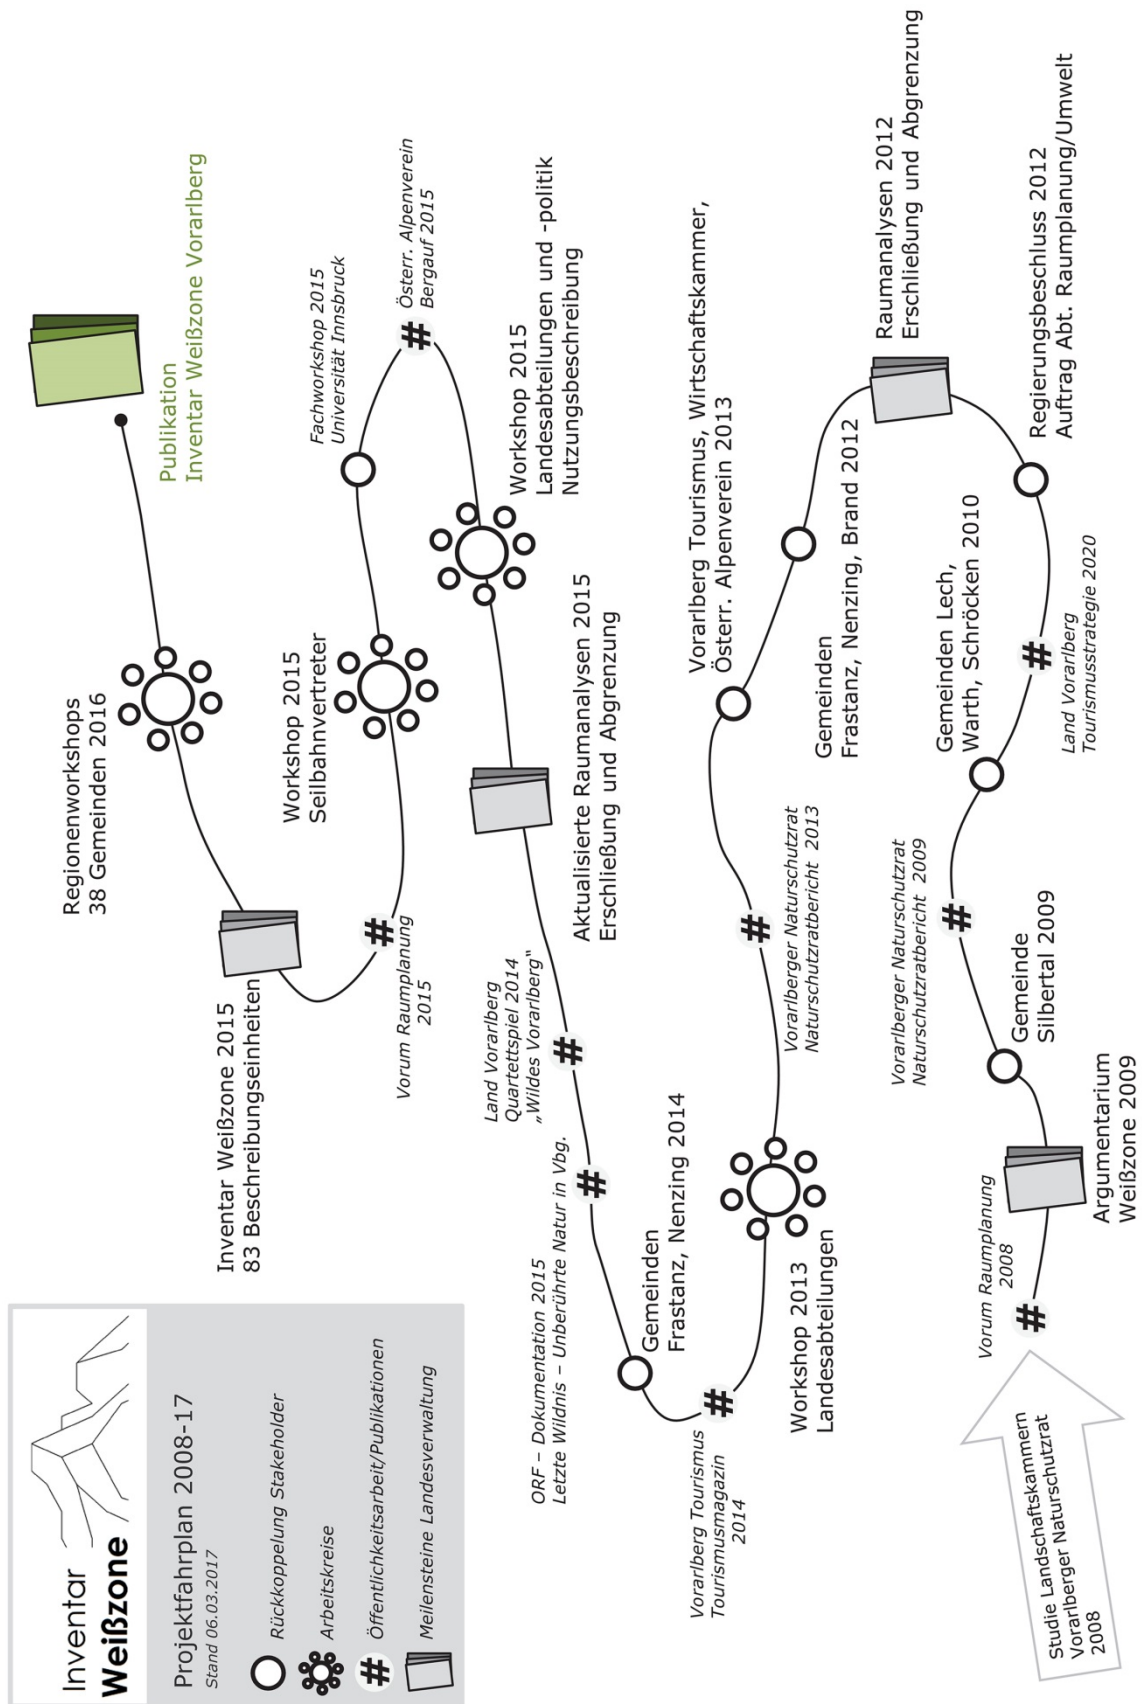 Inventar
Weißzone
Projektfahrplan 2008-17
Stand 06.03.2017
Rückkoppelung Stakeholder
Arbeitskreise
#
Öffentlichkeitsarbeit/Publikationen
Meilensteine Landesverwaltung
Studie Landschaftskammern
Vorarlberger Naturschutzrat
2008
#
Vorum Raumplanung
2008
Argumentarium
Weißzone 2009
Gemeinde
Silbertal 2009
#
Vorarlberger Naturschutzrat
Naturschutzratbericht 2009
Gemeinden Lech,
Warth, Schröcken 2010
#
Land Vorarlberg
Tourismusstrategie 2020
Regierungsbeschluss 2012
Auftrag Abt. Raumplanung/Umwelt
Raumanalysen 2012
Erschließung und Abgrenzung
Gemeinden
Frastanz, Nenzing, Brand 2012
Vorarlberg Tourismus, Wirtschaftskammer,
Österr. Alpenverein 2013
#
Vorarlberger Naturschutzrat
Naturschutzratbericht 2013
Workshop 2013
Landesabteilungen
#
Vorarlberg Tourismus
Tourismusmagazin
2014
Gemeinden
Frastanz, Nenzing 2014
#
ORF – Dokumentation 2015
Letzte Wildnis – Unberührte Natur in Vbg.
#
Land Vorarlberg
Quartettspiel 2014
„Wildes Vorarlberg“
Aktualisierte Raumanalysen 2015
Erschließung und Abgrenzung
Workshop 2015
Landesabteilungen und -politik
Nutzungsbeschreibung
#
Österr. Alpenverein
Bergauf 2015
Fachworkshop 2015
Universität Innsbruck
Workshop 2015
Seilbahnvertreter
#
Vorum Raumplanung
2015
Inventar Weißzone 2015
83 Beschreibungseinheiten
Regionenworkshops
38 Gemeinden 2016
Publikation
Inventar Weißzone Vorarlberg